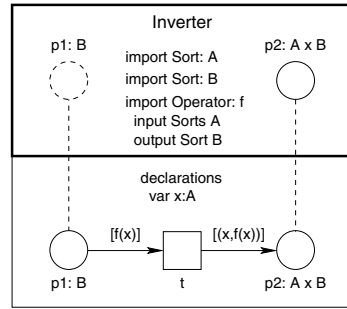 Inverter
p1: B
p2: A x B
import Sort: A
import Sort: B
import Operator: f
input Sorts A
output Sort B
declarations
var x:A
[f(x)]
[(x,f(x))]
p1: B
t
p2: A x B